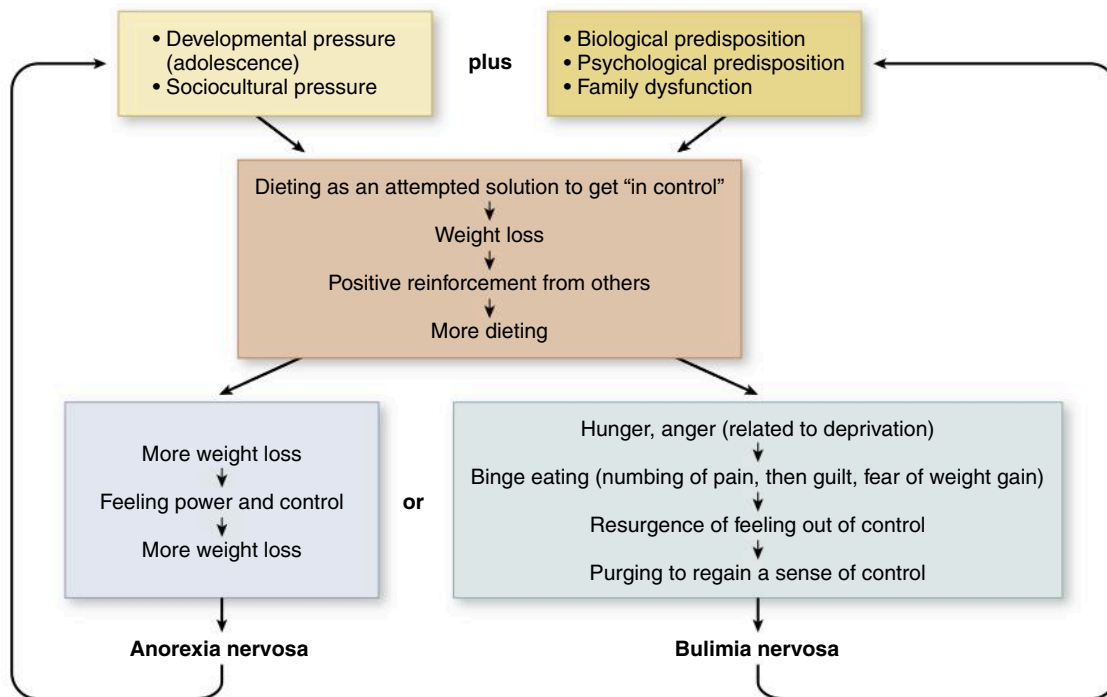 • Developmental pressure
(adolescence)
• Sociocultural pressure
plus
• Biological predisposition
• Psychological predisposition
• Family dysfunction
Dieting as an attempted solution to get “in control”
Weight loss
Positive reinforcement from others
More dieting
More weight loss
Feeling power and control
More weight loss
or
Hunger, anger (related to deprivation)
Binge eating (numbing of pain, then guilt, fear of weight gain)
Resurgence of feeling out of control
Purging to regain a sense of control
Anorexia nervosa
Bulimia nervosa